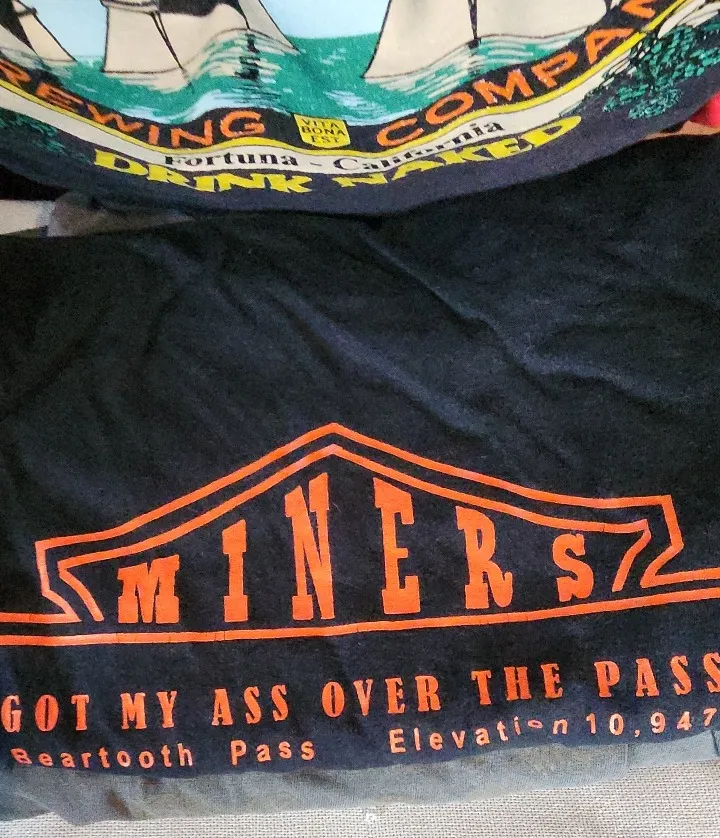 REWING COMPAN
VITA
BONA
EST
Fortuna - California
DRINK NAKED
MINERS
GOT MY ASS OVER THE PASS
Beartooth Pass Elevation 10,947